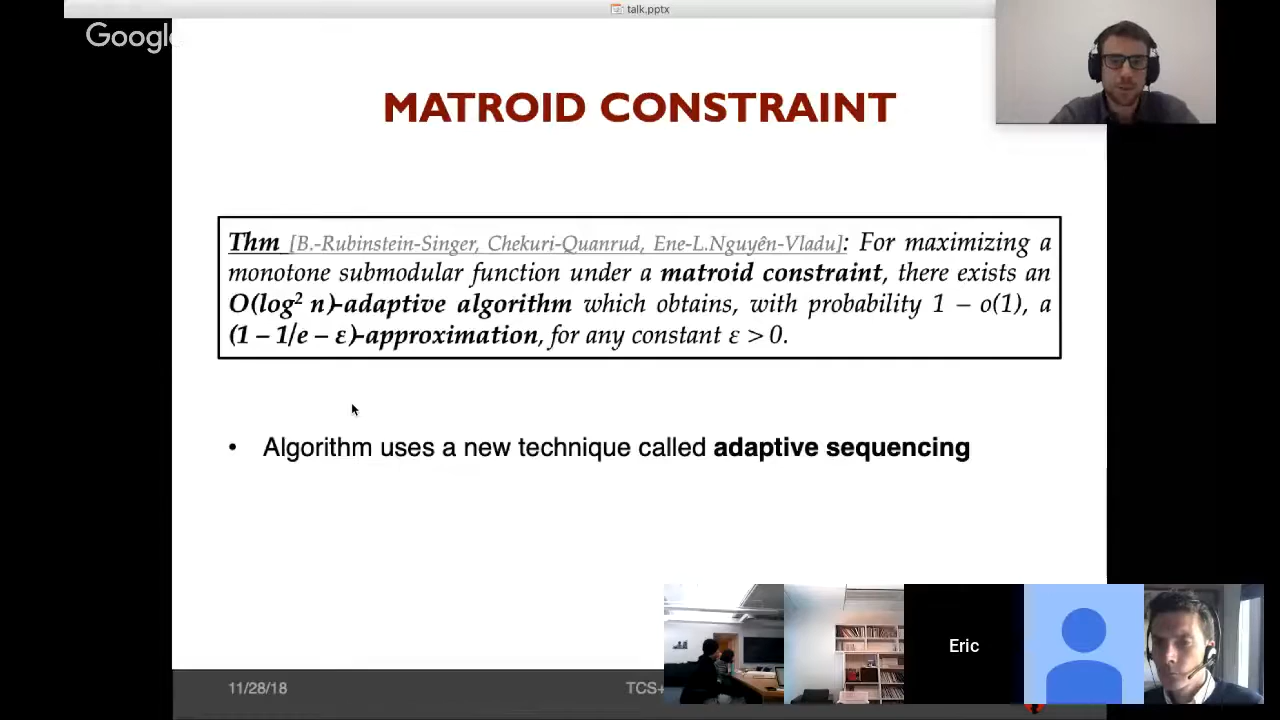 talk.pptx
Google
MATROID CONSTRAINT
Thm [B.-Rubinstein-Singer, Chekuri-Quanrud, Ene-L.Nguyên-Vladu]: For maximizing a
monotone submodular function under a matroid constraint, there exists an
O(log² n)-adaptive algorithm which obtains, with probability 1 – o(1), a
(1 – 1/e – ε)-approximation, for any constant ε > 0.
• Algorithm uses a new technique called adaptive sequencing
Eric
11/28/18
TCS+